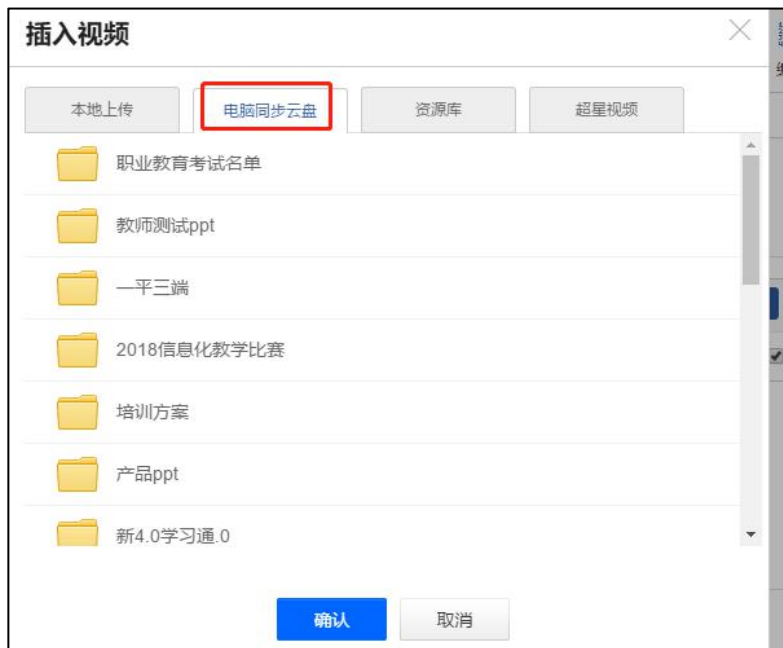 插入视频
本地上传 电脑同步云盘 资源库 超星视频
职业教育考试名单
教师测试ppt
一平三端
2018信息化教学比赛
培训方案
产品ppt
新4.0学习通.0
确认 取消